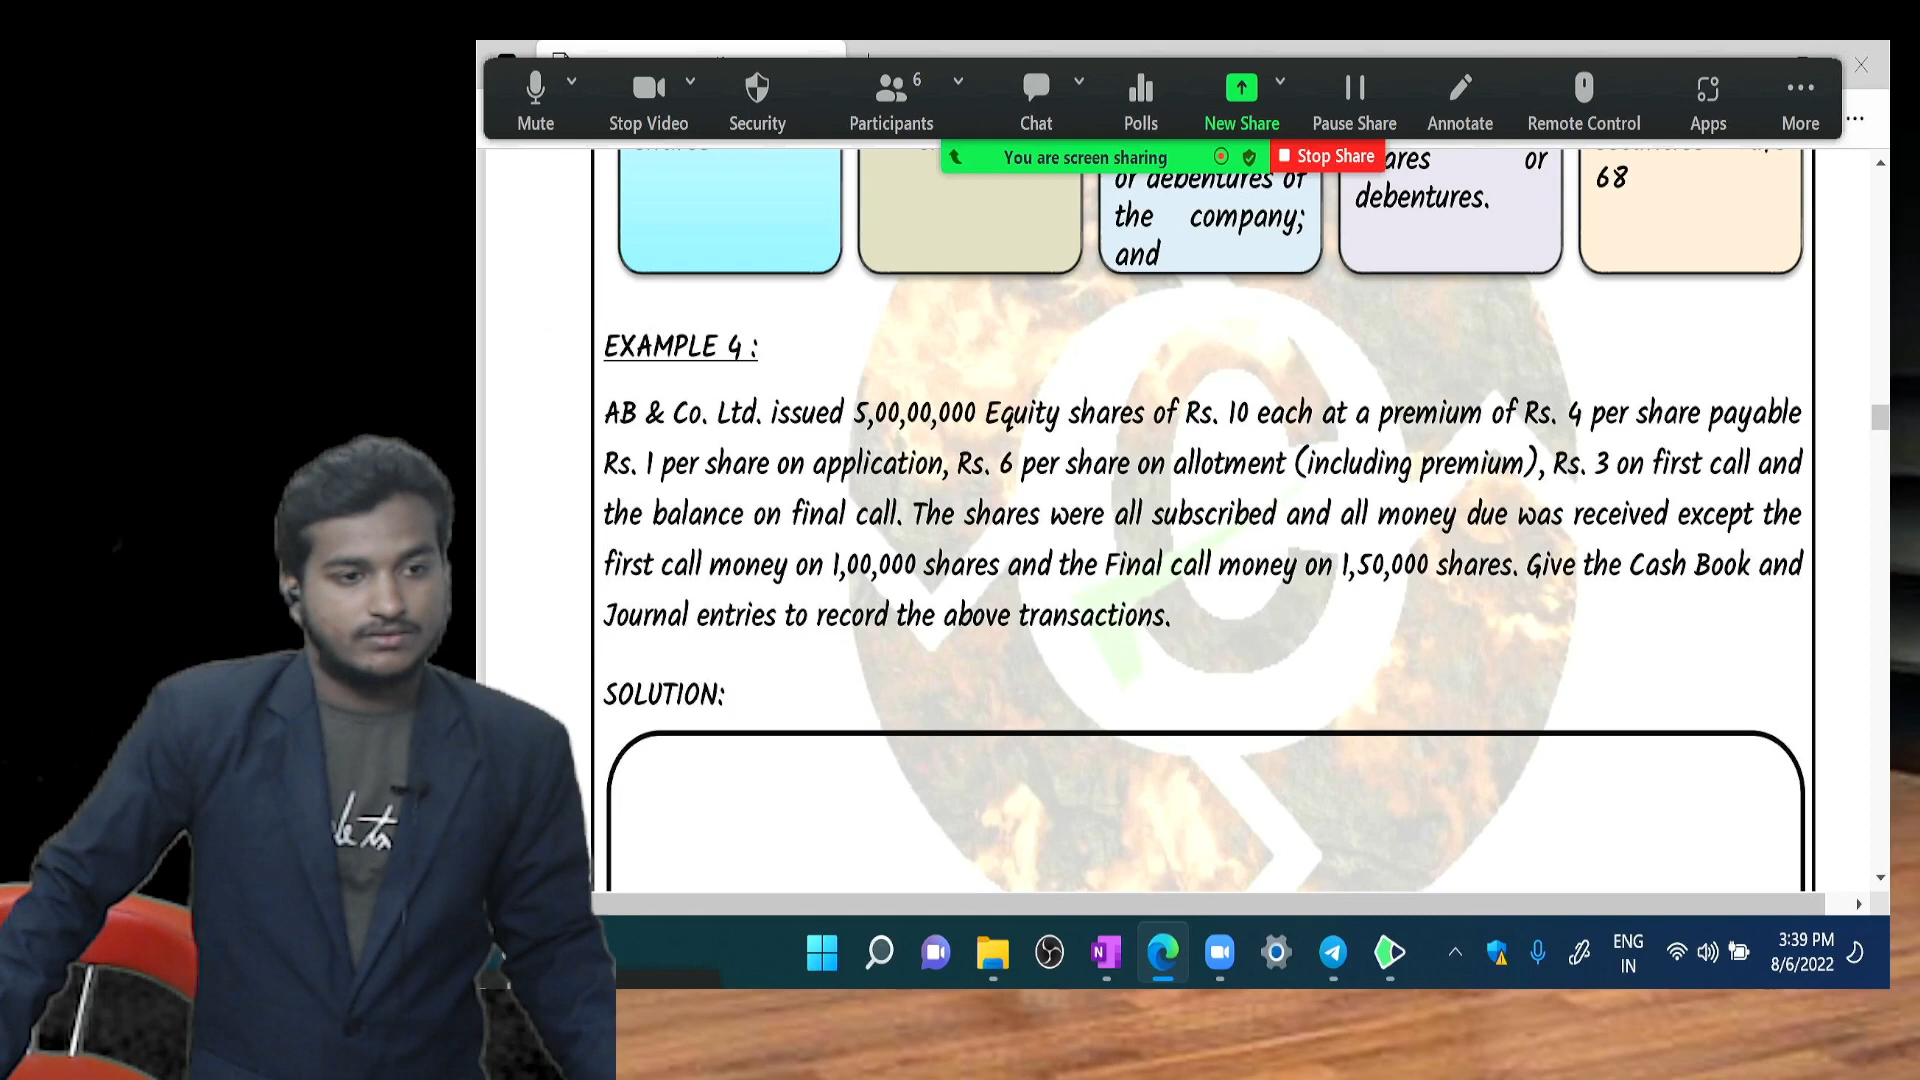 Mute
Stop Video
Security
6
Participants
Chat
Polls
New Share
Pause Share
Annotate
Remote Control
Apps
More
You are screen sharing
Stop Share
or debentures of
the company;
and
or
debentures.
68
EXAMPLE 4 :
AB & Co. Ltd. issued 5,00,00,000 Equity shares of Rs. 10 each at a premium of Rs. 4 per share payable
Rs. 1 per share on application, Rs. 6 per share on allotment (including premium), Rs. 3 on first call and
the balance on final call. The shares were all subscribed and all money due was received except the
first call money on 1,00,000 shares and the Final call money on 1,50,000 shares. Give the Cash Book and
Journal entries to record the above transactions.
SOLUTION:
ENG
IN
3:39 PM
8/6/2022